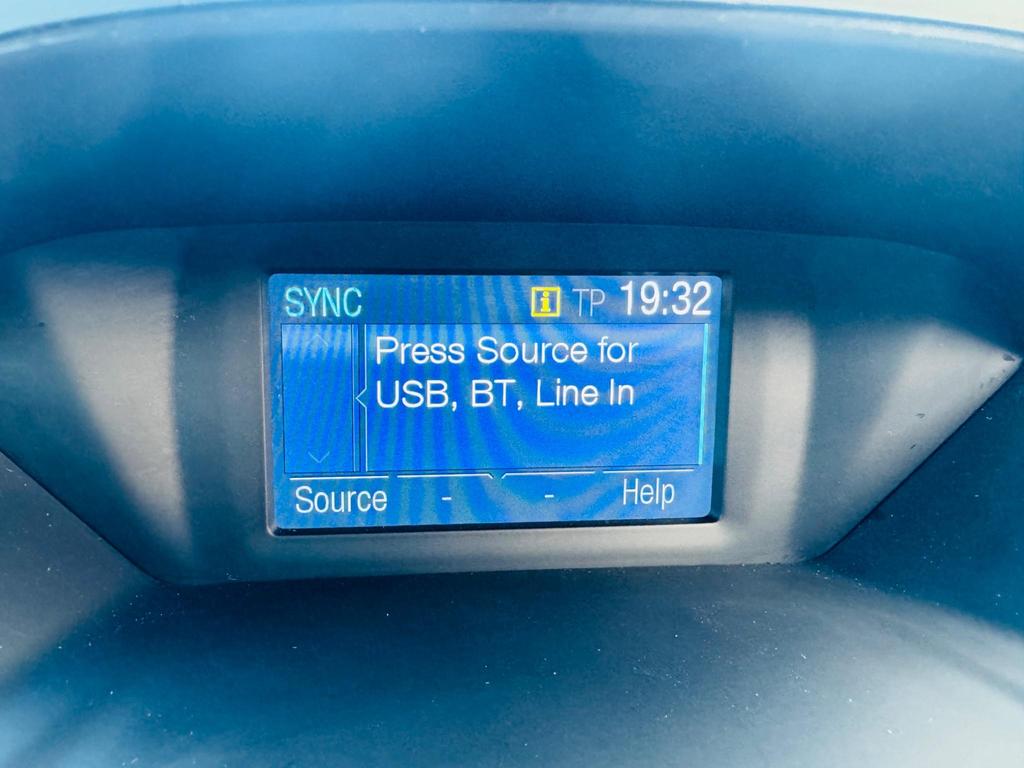 SYNC i TP 19:32
Press Source for
USB, BT, Line In
Source - - Help